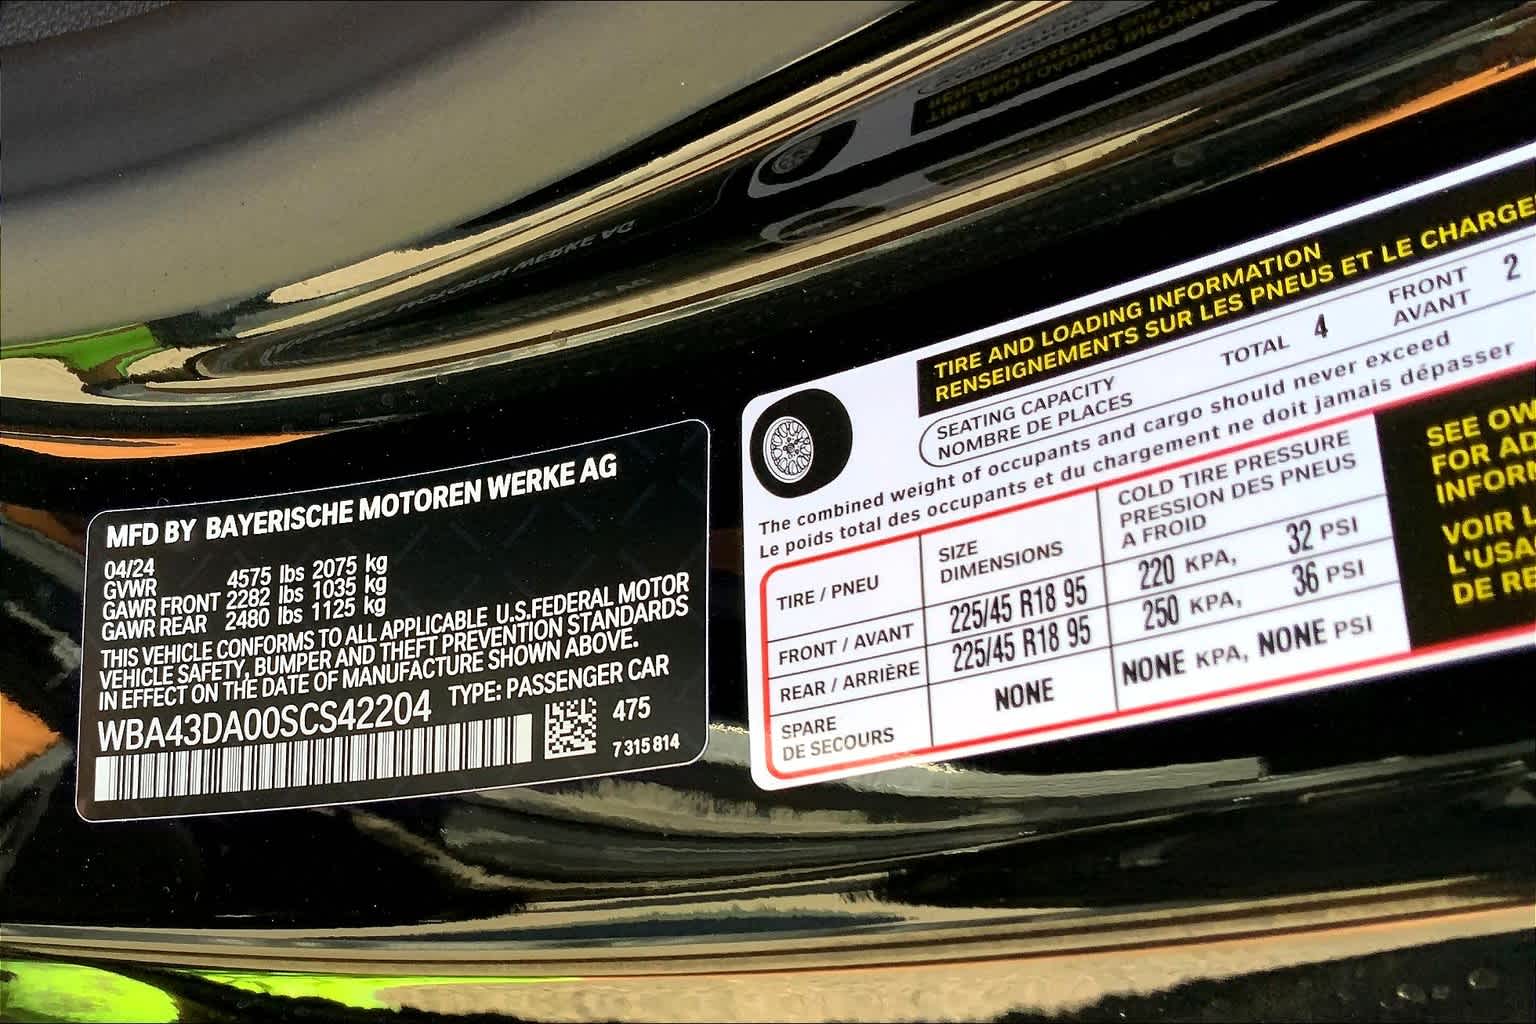 MFD BY BAYERISCHE MOTOREN WERKE AG
04/24
GVWR 4575 lbs 2075 kg
GAWR FRONT 2282 lbs 1035 kg
GAWR REAR 2480 lbs 1125 kg
THIS VEHICLE CONFORMS TO ALL APPLICABLE U.S.FEDERAL MOTOR
VEHICLE SAFETY, BUMPER AND THEFT PREVENTION STANDARDS
IN EFFECT ON THE DATE OF MANUFACTURE SHOWN ABOVE.
WBA43DA00SCS42204 TYPE: PASSENGER CAR
475
7 315 814
TIRE AND LOADING INFORMATION
RENSEIGNEMENTS SUR LES PNEUS ET LE CHARGE
SEATING CAPACITY
NOMBRE DE PLACES
TOTAL 4
FRONT
AVANT
2
The combined weight of occupants and cargo should never exceed
Le poids total des occupants et du chargement ne doit jamais dépasser
TIRE / PNEU
SIZE
DIMENSIONS
COLD TIRE PRESSURE
PRESSION DES PNEUS
A FROID
FRONT / AVANT 225/45 R18 95 220 KPA, 32 PSI
REAR / ARRIÈRE 225/45 R18 95 250 KPA, 36 PSI
SPARE
DE SECOURS
NONE NONE KPA, NONE PSI
SEE OW
FOR AD
INFOR
VOIR L
L'USA
DE RE